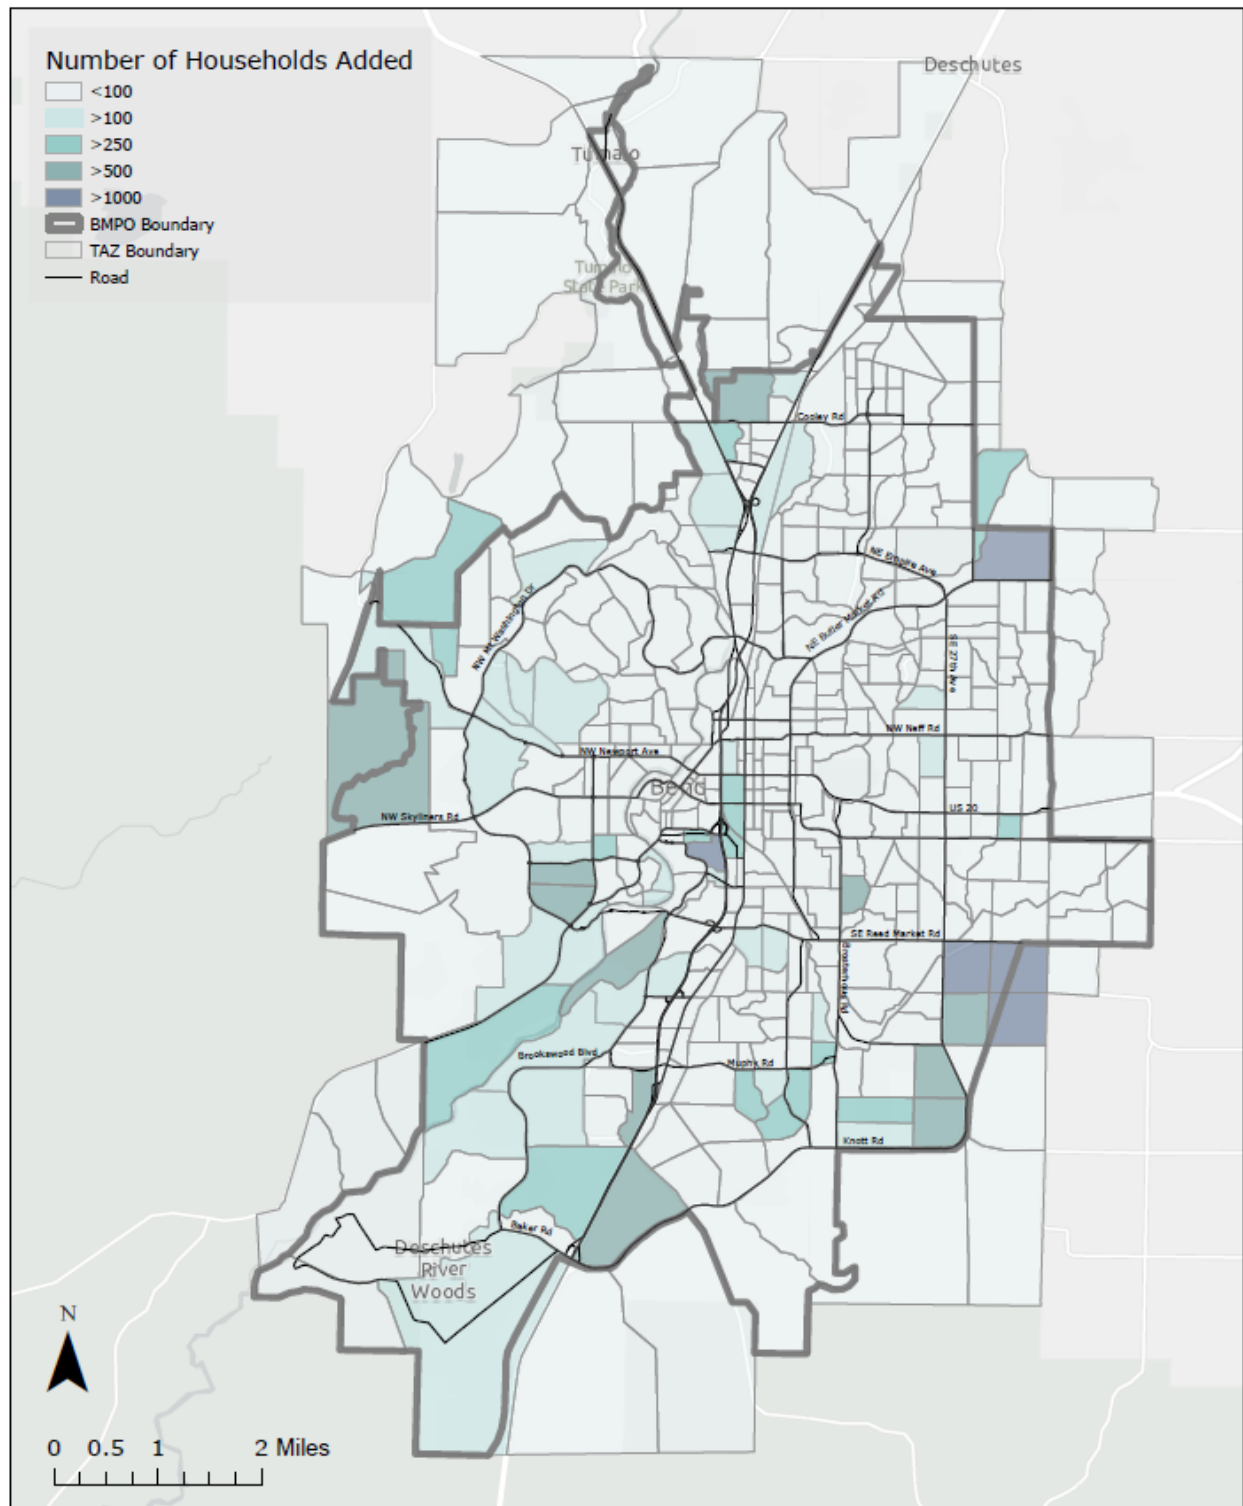 Number of Households Added
<100
>100
>250
>500
>1000
BMPO Boundary
TAZ Boundary
Road
Deschutes
Tumalo
Tumalo
State Park
Cooley Rd
NE Empire Ave
NE Butler Market Rd
NW Mt Washington Dr
SE 27th Ave
NW Neff Rd
NW Newport Ave
Bend
US 20
NW Skyliners Rd
SE Reed Market Rd
Brosterhous Rd
Brookswood Blvd
Muphy Rd
Knott Rd
Baker Rd
Deschutes
River
Woods
N
0 0.5 1 2 Miles